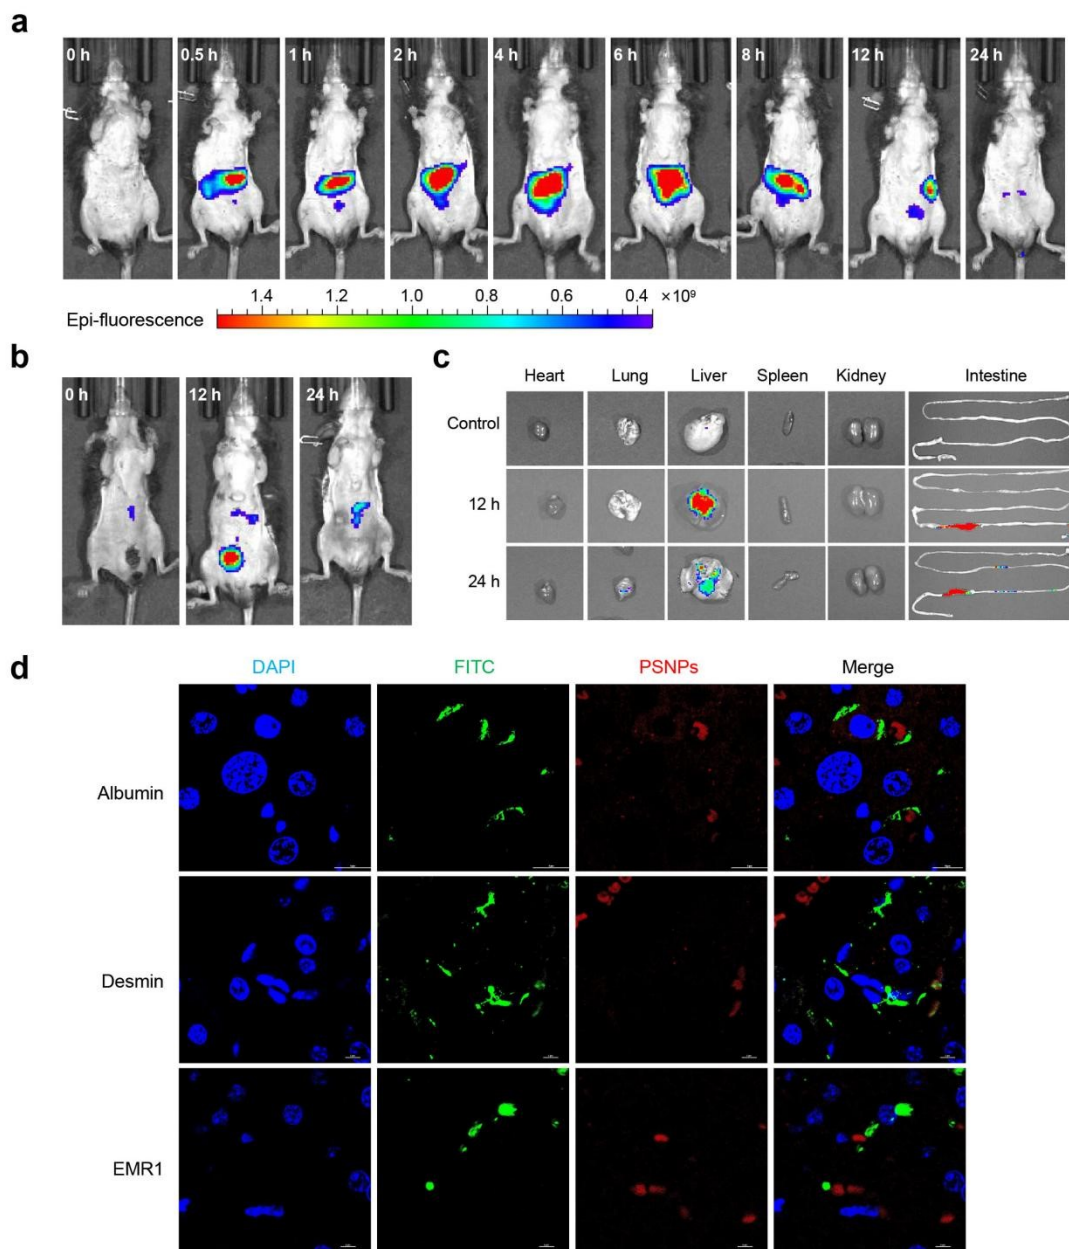 a
0 h 0.5 h 1 h 2 h 4 h 6 h 8 h 12 h 24 h
1.4 1.2 1.0 0.8 0.6 0.4 ×10⁹
Epi-fluorescence
b
0 h 12 h 24 h
c
Heart Lung Liver Spleen Kidney Intestine
Control
12 h
24 h
d
DAPI FITC PSNPs Merge
Albumin
Desmin
EMR1